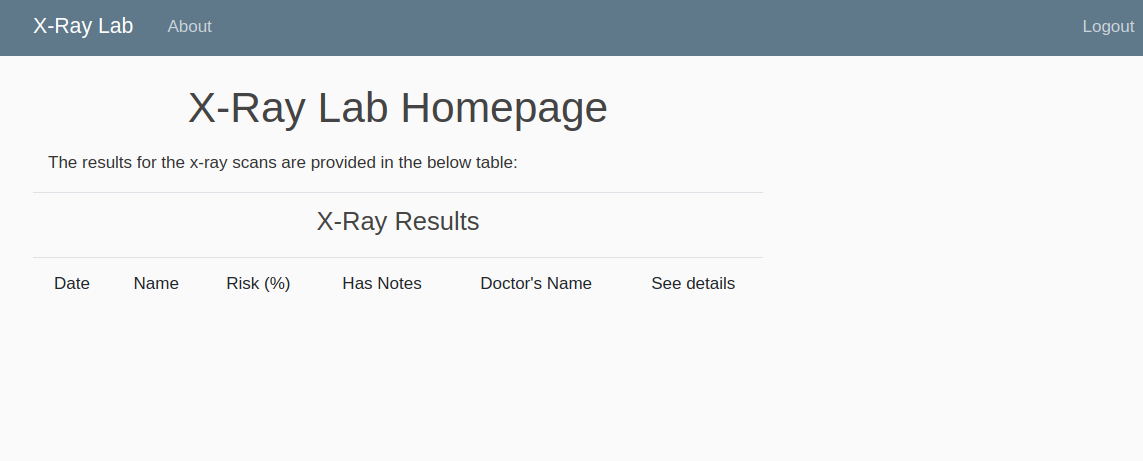 X-Ray Lab About Logout
X-Ray Lab Homepage
The results for the x-ray scans are provided in the below table:
X-Ray Results
Date Name Risk (%) Has Notes Doctor's Name See details